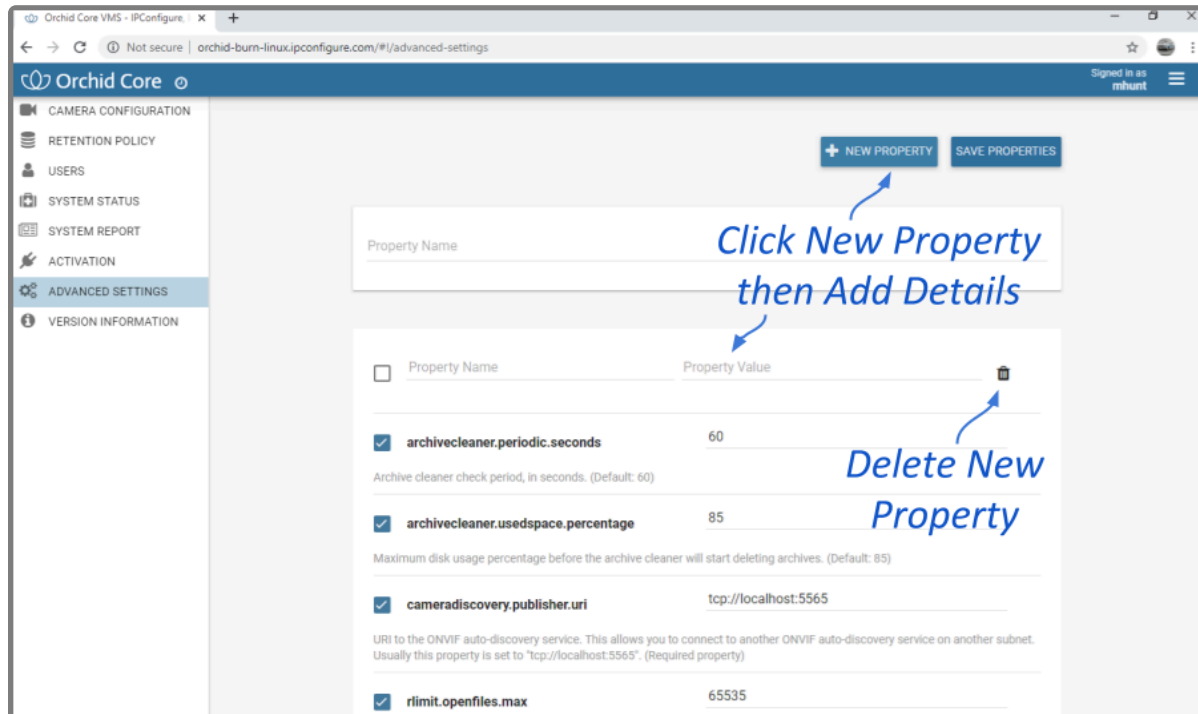 Orchid Core VMS - IPConfigure, I
Not secure | orchid-burn-linux.ipconfigure.com/#!/advanced-settings
Orchid Core
Signed in as
mhunt
CAMERA CONFIGURATION
RETENTION POLICY
USERS
SYSTEM STATUS
SYSTEM REPORT
ACTIVATION
ADVANCED SETTINGS
VERSION INFORMATION
NEW PROPERTY
SAVE PROPERTIES
Property Name
Click New Property
then Add Details
Property Name Property Value
archivecleaner.periodic.seconds 60
Archive cleaner check period, in seconds. (Default: 60)
Delete New
Property
archivecleaner.usedspace.percentage 85
Maximum disk usage percentage before the archive cleaner will start deleting archives. (Default: 85)
cameradiscovery.publisher.uri tcp://localhost:5565
URI to the ONVIF auto-discovery service. This allows you to connect to another ONVIF auto-discovery service on another subnet.
Usually this property is set to "tcp://localhost:5565". (Required property)
rlimit.openfiles.max 65535